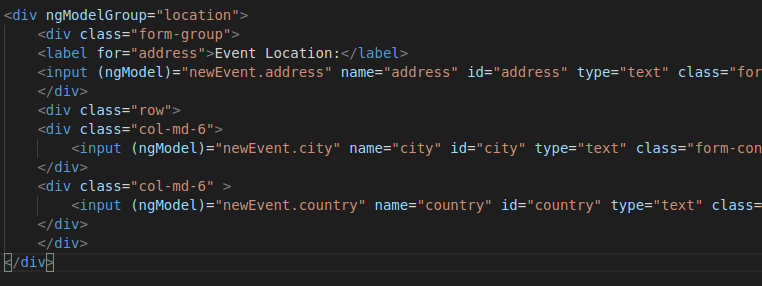 <div ngModelGroup="location">
<div class="form-group">
<label for="address">Event Location:</label>
<input (ngModel)="newEvent.address" name="address" id="address" type="text" class="for
</div>
<div class="row">
<div class="col-md-6">
<input (ngModel)="newEvent.city" name="city" id="city" type="text" class="form-con
</div>
<div class="col-md-6" >
<input (ngModel)="newEvent.country" name="country" id="country" type="text" class=
</div>
</div>
</div>